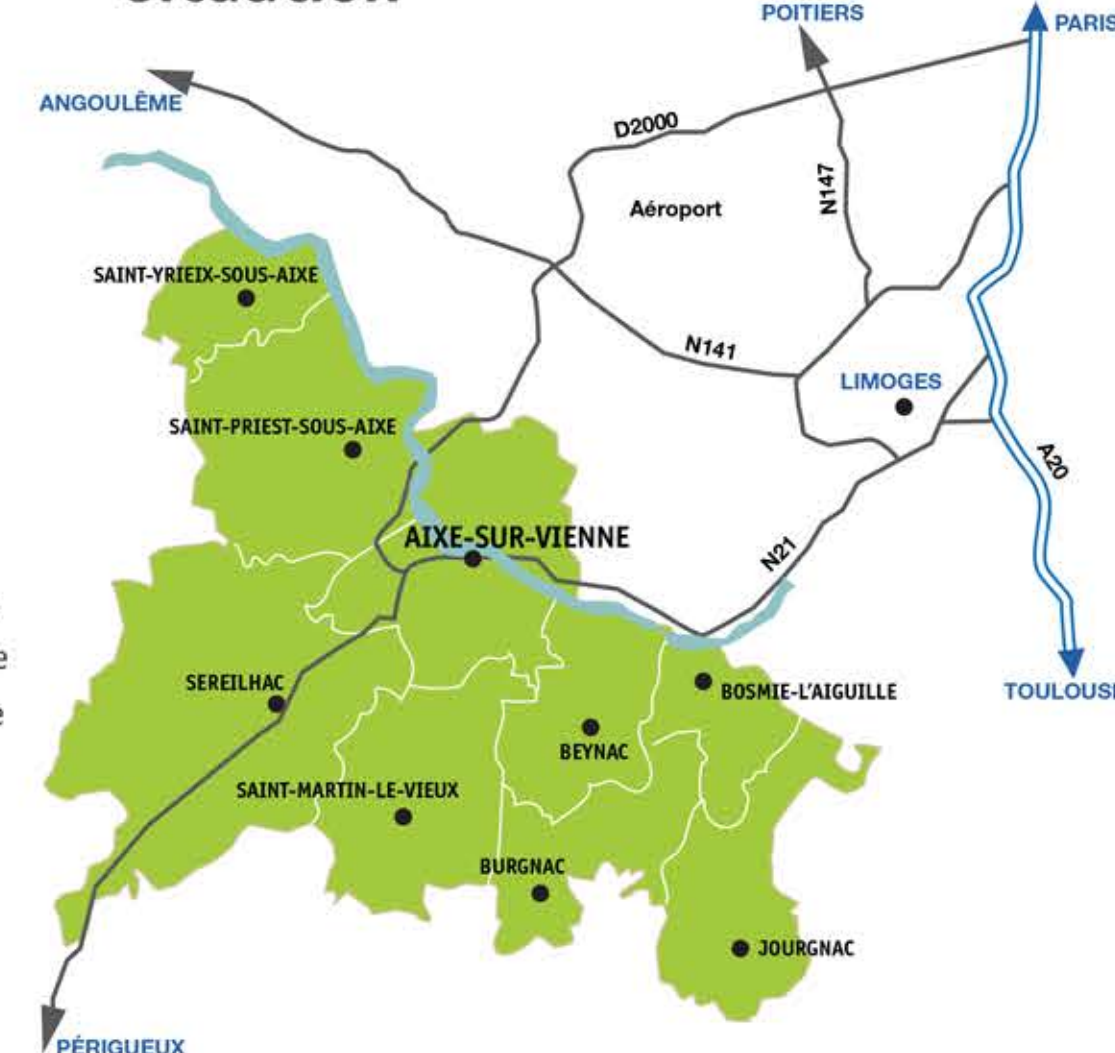 POITIERS
PARIS
ANGOULÊME
D2000
N147
Aéroport
SAINT-YRIEIX-SOUS-AIXE
N141
LIMOGES
SAINT-PRIEST-SOUS-AIXE
A20
AIXE-SUR-VIENNE
N21
SEREILHAC
BOSMIE-L'AIGUILLE
TOULOUS
BEYNAC
SAINT-MARTIN-LE-VIEUX
BURGNAC
JOURGNAC
PÉRIGUEUX